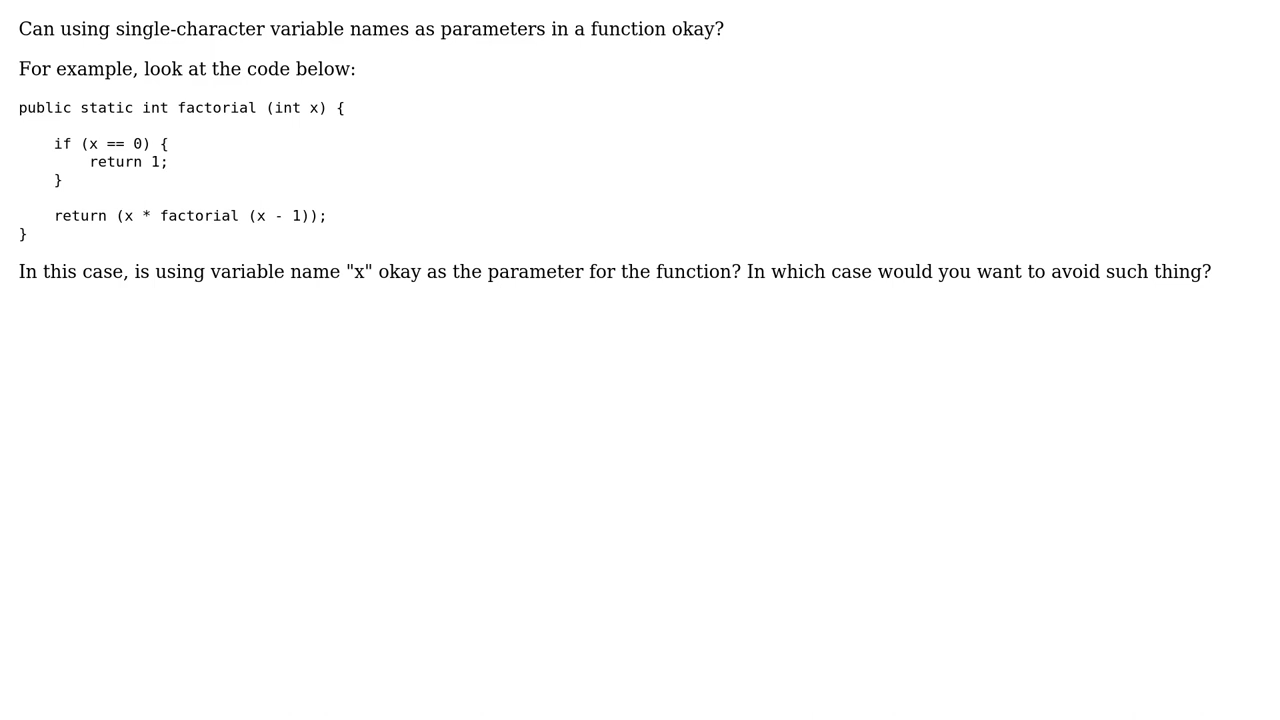 Can using single-character variable names as parameters in a function okay?
For example, look at the code below:
public static int factorial (int x) {
    if (x == 0) {
        return 1;
    }
    return (x * factorial (x - 1));
}
In this case, is using variable name "x" okay as the parameter for the function? In which case would you want to avoid such thing?